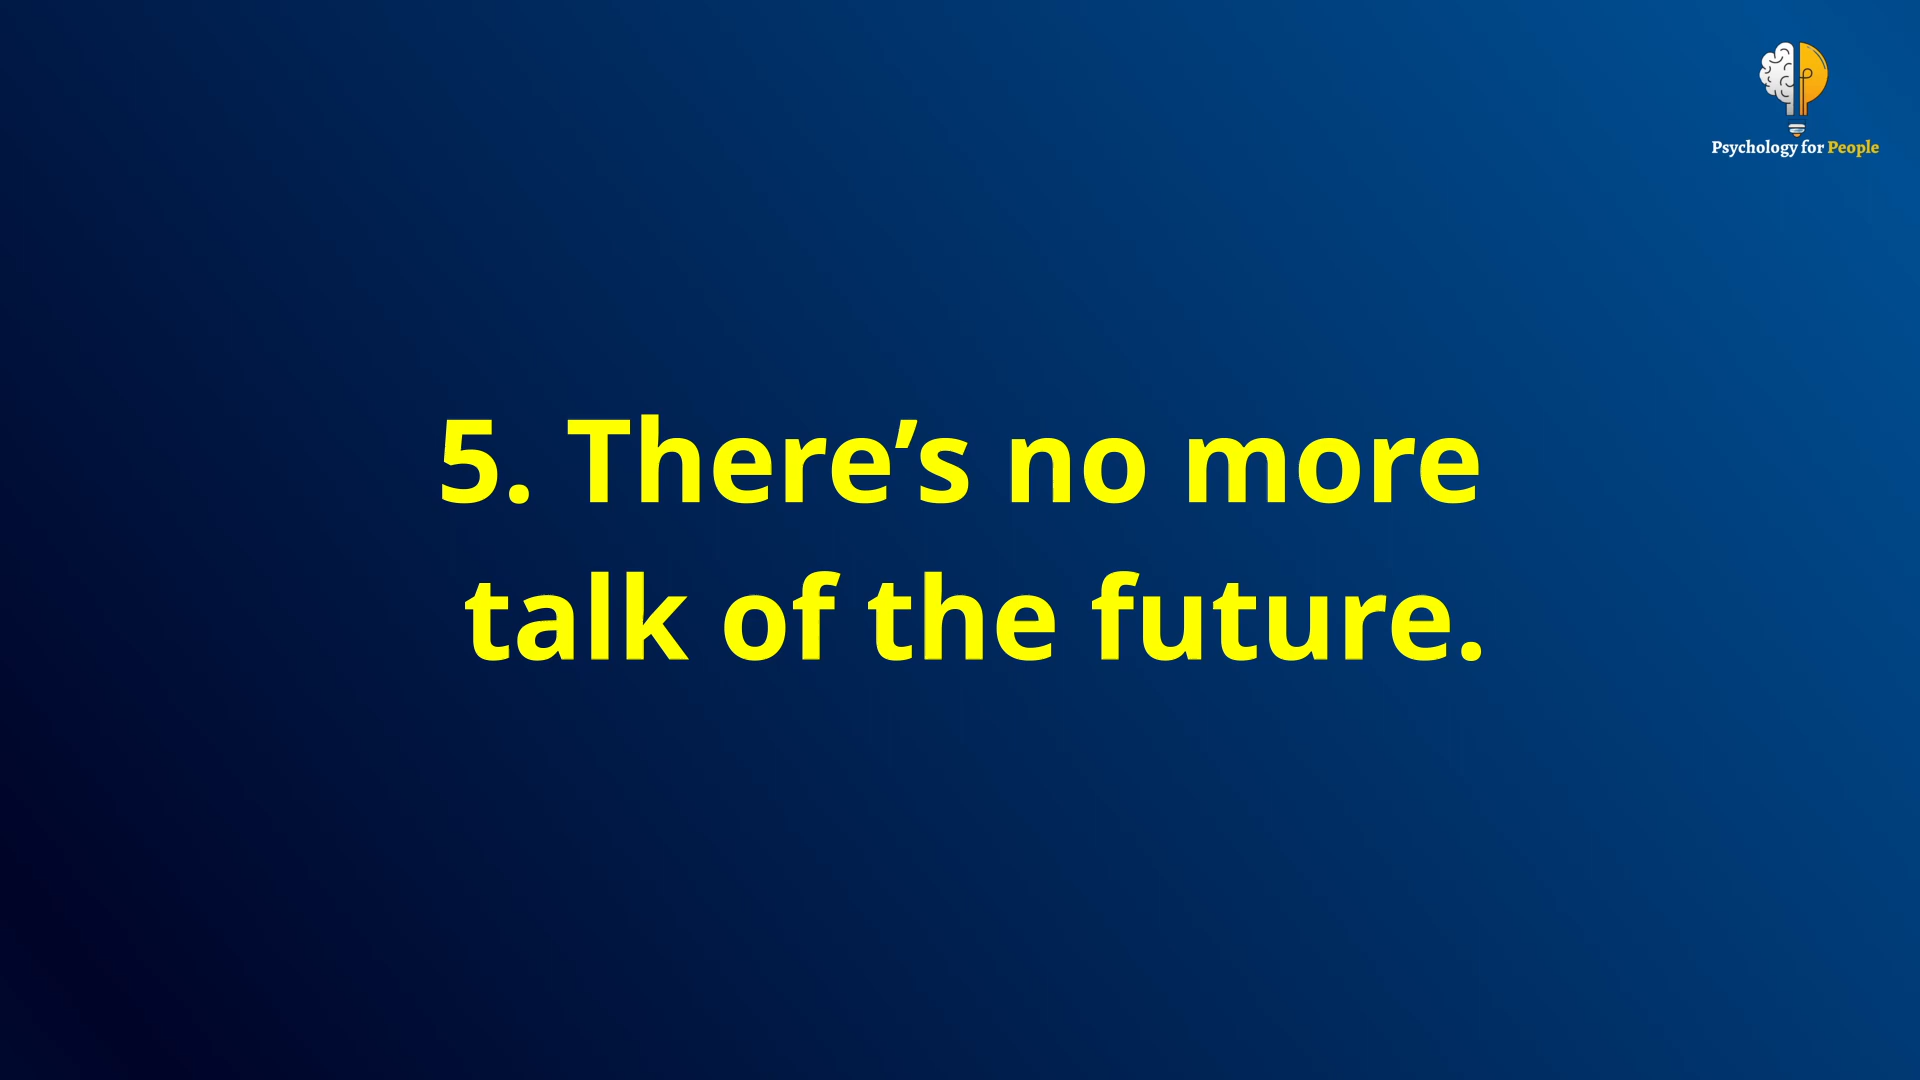 Psychology for People
5. There’s no more
talk of the future.